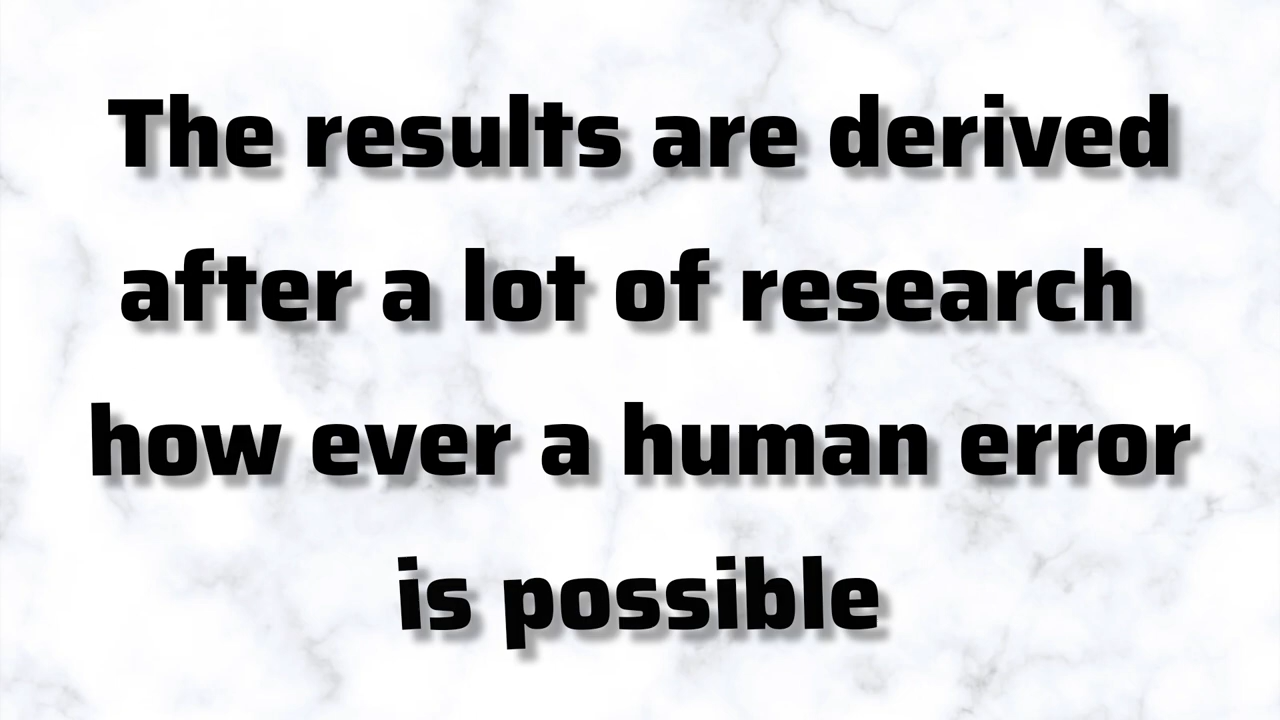 The results are derived
after a lot of research
how ever a human error
is possible